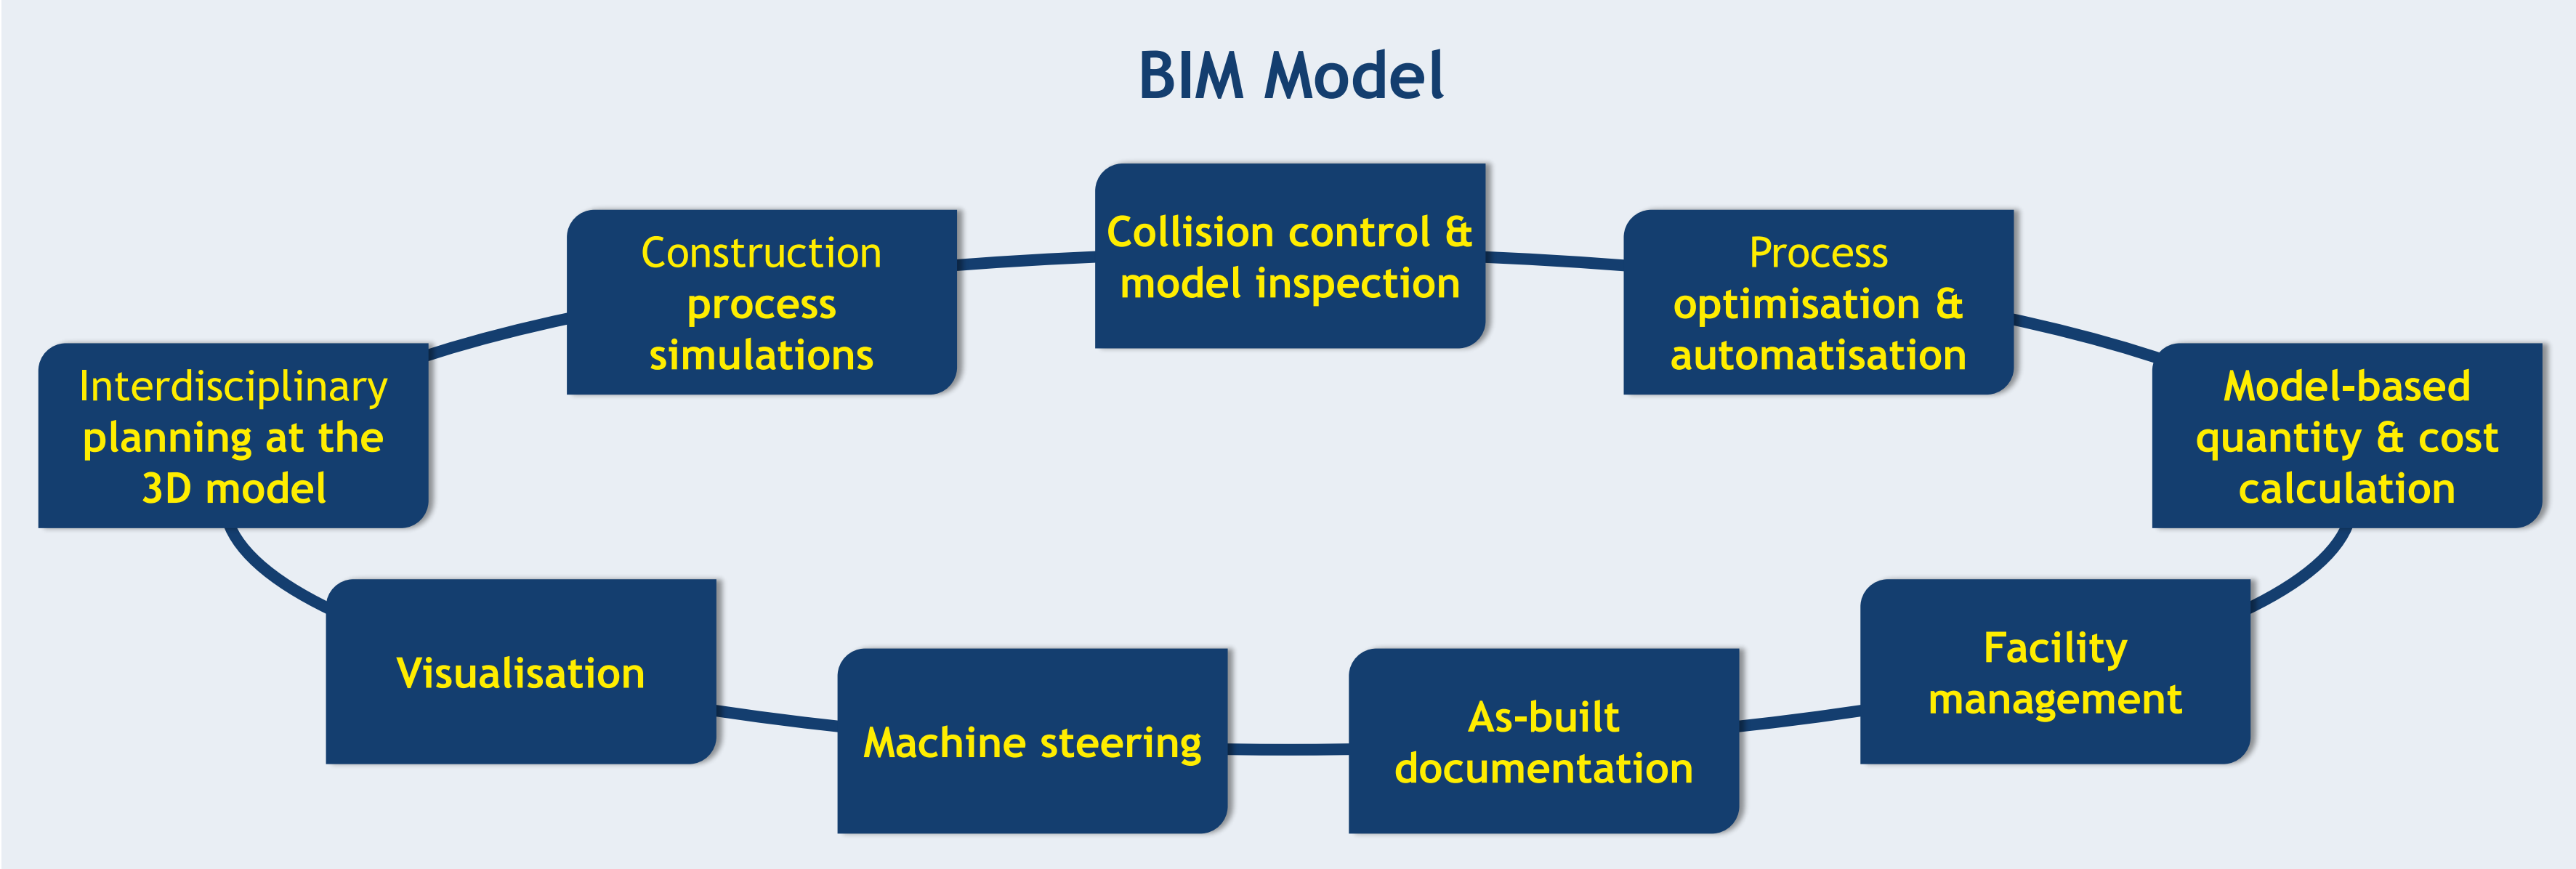 BIM Model
Collision control &
model inspection
Construction
process
simulations
Process
optimisation &
automatisation
Interdisciplinary
planning at the
3D model
Model-based
quantity & cost
calculation
Visualisation
Facility
management
Machine steering
As-built
documentation